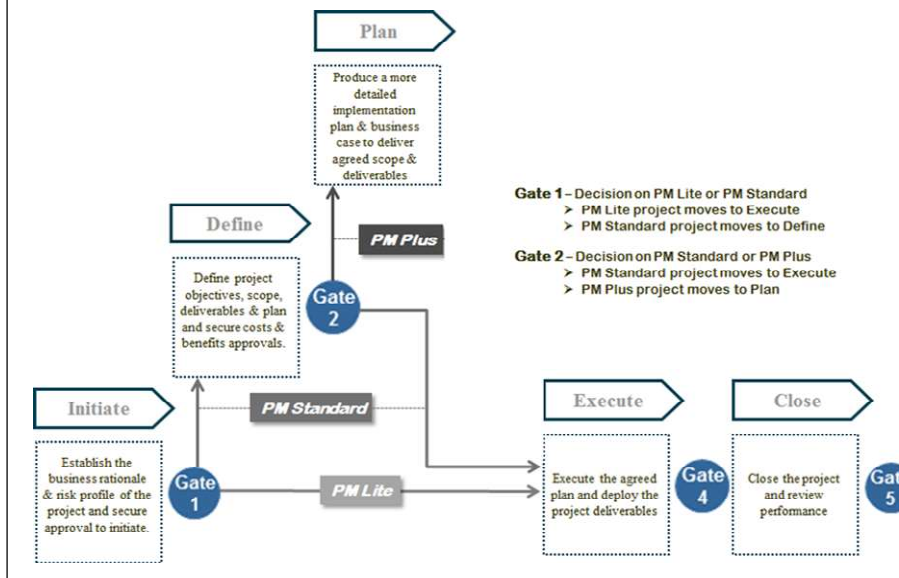 Plan
Produce a more
detailed
implementation
plan & business
case to deliver
agreed scope &
deliverables
Gate 1 – Decision on PM Lite or PM Standard
➤ PM Lite project moves to Execute
➤ PM Standard project moves to Define
Gate 2 – Decision on PM Standard or PM Plus
➤ PM Standard project moves to Execute
➤ PM Plus project moves to Plan
Define
PM Plus
Define project
objectives, scope,
deliverables & plan
and secure costs &
benefits approvals.
Gate
2
Initiate
PM Standard
Execute
Close
Establish the
business rationale
& risk profile of the
project and secure
approval to initiate.
Gate
1
PM Lite
Execute the agreed
plan and deploy the
project deliverables
Gate
4
Close the project
and review
performance
Gat
5